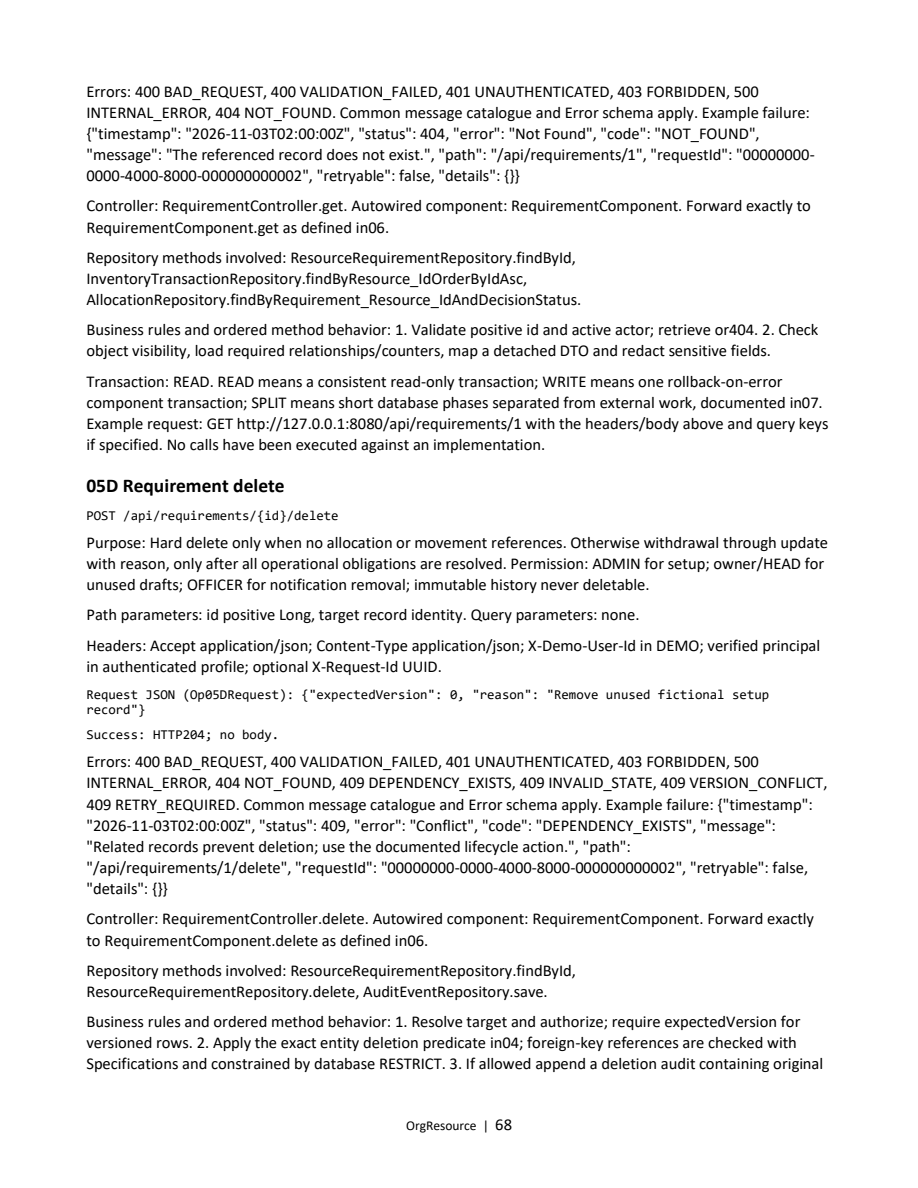 Errors: 400 BAD_REQUEST, 400 VALIDATION_FAILED, 401 UNAUTHENTICATED, 403 FORBIDDEN, 500
INTERNAL_ERROR, 404 NOT_FOUND. Common message catalogue and Error schema apply. Example failure:
{"timestamp": "2026-11-03T02:00:00Z", "status": 404, "error": "Not Found", "code": "NOT_FOUND",
"message": "The referenced record does not exist.", "path": "/api/requirements/1", "requestId": "00000000-
0000-4000-8000-000000000002", "retryable": false, "details": {}}
Controller: RequirementController.get. Autowired component: RequirementComponent. Forward exactly to
RequirementComponent.get as defined in06.
Repository methods involved: ResourceRequirementRepository.findById,
InventoryTransactionRepository.findByResource_IdOrderByIdAsc,
AllocationRepository.findByRequirement_Resource_IdAndDecisionStatus.
Business rules and ordered method behavior: 1. Validate positive id and active actor; retrieve or404. 2. Check
object visibility, load required relationships/counters, map a detached DTO and redact sensitive fields.
Transaction: READ. READ means a consistent read-only transaction; WRITE means one rollback-on-error
component transaction; SPLIT means short database phases separated from external work, documented in07.
Example request: GET http://127.0.0.1:8080/api/requirements/1 with the headers/body above and query keys
if specified. No calls have been executed against an implementation.
05D Requirement delete
POST /api/requirements/{id}/delete
Purpose: Hard delete only when no allocation or movement references. Otherwise withdrawal through update
with reason, only after all operational obligations are resolved. Permission: ADMIN for setup; owner/HEAD for
unused drafts; OFFICER for notification removal; immutable history never deletable.
Path parameters: id positive Long, target record identity. Query parameters: none.
Headers: Accept application/json; Content-Type application/json; X-Demo-User-Id in DEMO; verified principal
in authenticated profile; optional X-Request-Id UUID.
Request JSON (Op05DRequest): {"expectedVersion": 0, "reason": "Remove unused fictional setup
record"}
Success: HTTP204; no body.
Errors: 400 BAD_REQUEST, 400 VALIDATION_FAILED, 401 UNAUTHENTICATED, 403 FORBIDDEN, 500
INTERNAL_ERROR, 404 NOT_FOUND, 409 DEPENDENCY_EXISTS, 409 INVALID_STATE, 409 VERSION_CONFLICT,
409 RETRY_REQUIRED. Common message catalogue and Error schema apply. Example failure: {"timestamp":
"2026-11-03T02:00:00Z", "status": 409, "error": "Conflict", "code": "DEPENDENCY_EXISTS", "message":
"Related records prevent deletion; use the documented lifecycle action.", "path":
"/api/requirements/1/delete", "requestId": "00000000-0000-4000-8000-000000000002", "retryable": false,
"details": {}}
Controller: RequirementController.delete. Autowired component: RequirementComponent. Forward exactly
to RequirementComponent.delete as defined in06.
Repository methods involved: ResourceRequirementRepository.findById,
ResourceRequirementRepository.delete, AuditEventRepository.save.
Business rules and ordered method behavior: 1. Resolve target and authorize; require expectedVersion for
versioned rows. 2. Apply the exact entity deletion predicate in04; foreign-key references are checked with
Specifications and constrained by database RESTRICT. 3. If allowed append a deletion audit containing original
OrgResource | 68